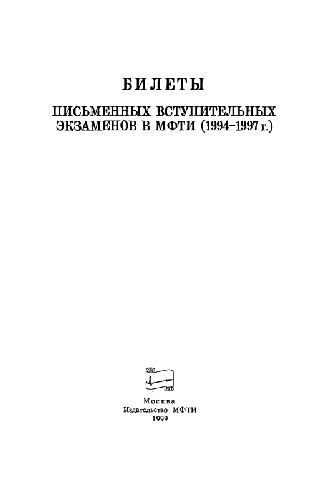 БИЛЕТЫ
ПИСЬМЕННЫХ ВСТУПИТЕЛЬНЫХ
ЭКЗАМЕНОВ В МФТИ (1994–1997 г.)
Москва
Издательство МФТИ